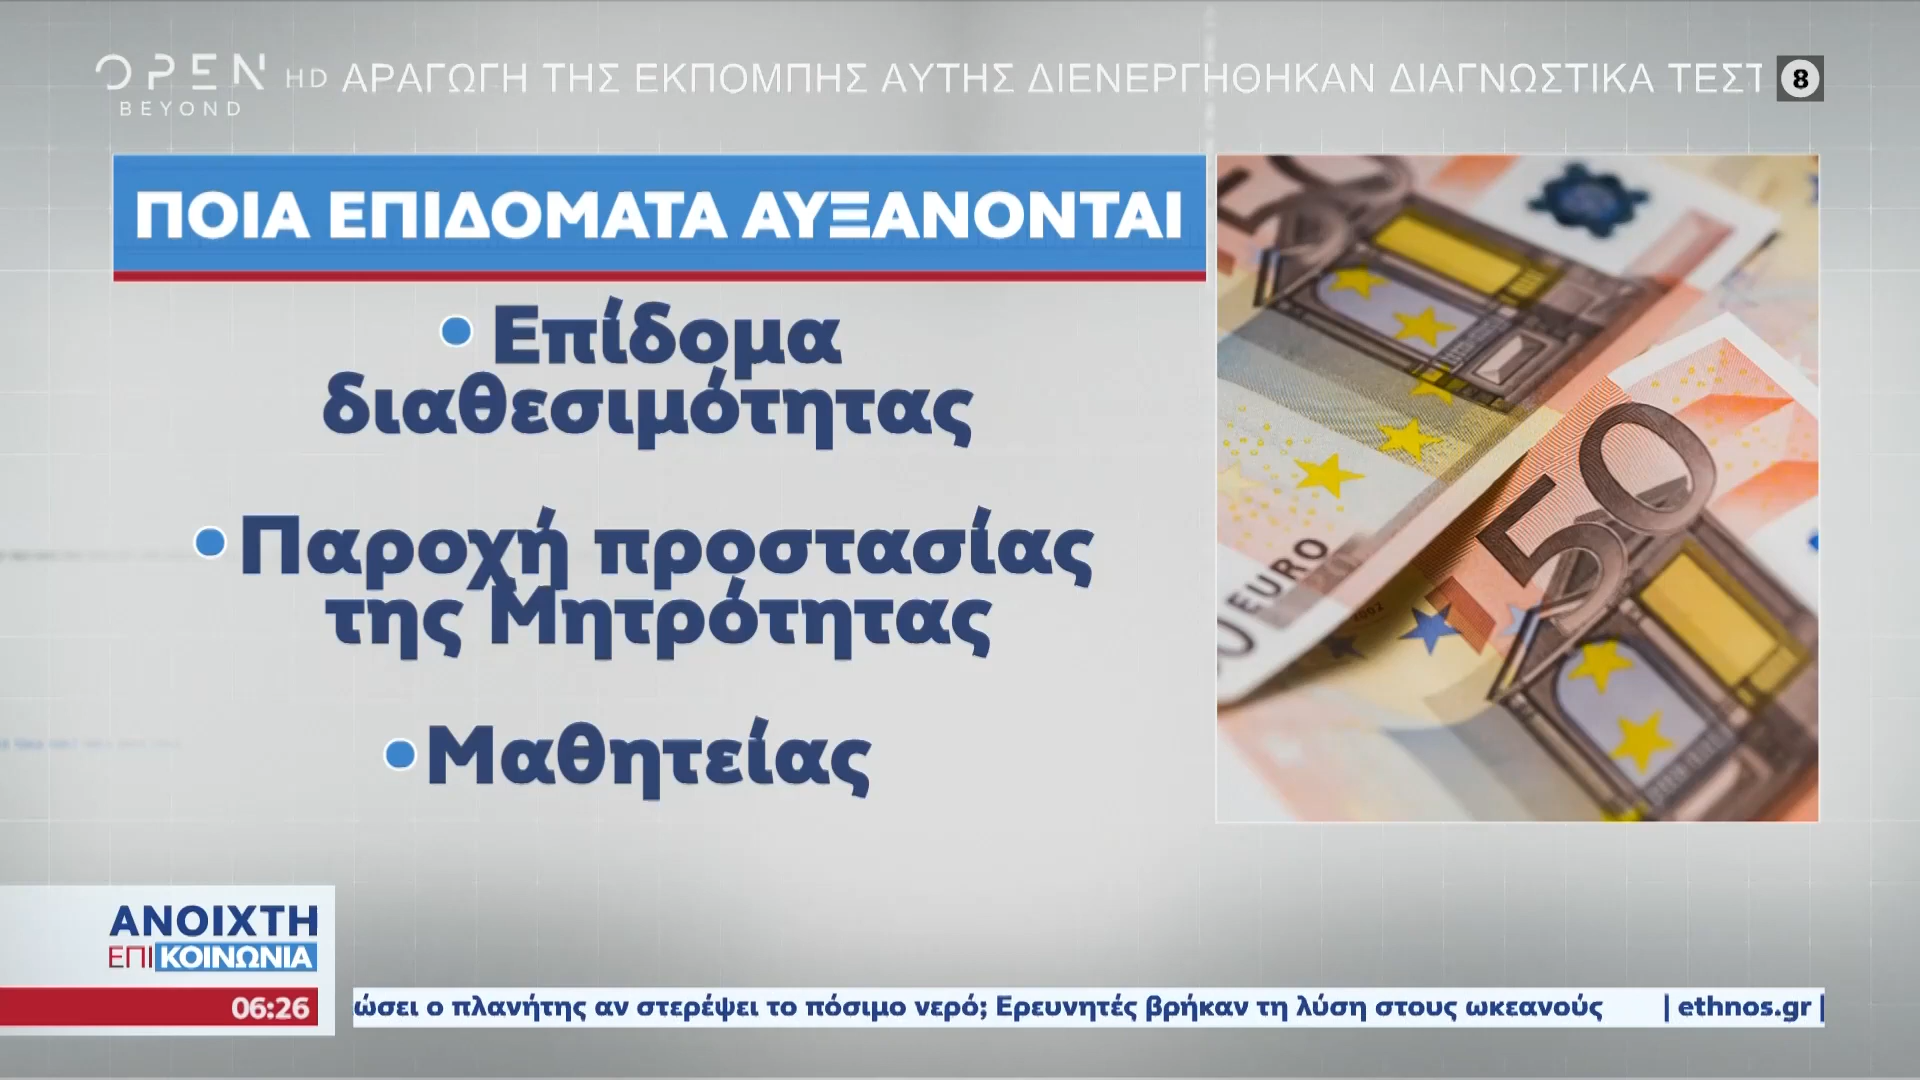 OPEN
BEYOND
HD
ΑΡΑΓΩΓΗ ΤΗΣ ΕΚΠΟΜΠΗΣ ΑΥΤΗΣ ΔΙΕΝΕΡΓΗΘΗΚΑΝ ΔΙΑΓΝΩΣΤΙΚΑ ΤΕΣΤ
8
ΠΟΙΑ ΕΠΙΔΟΜΑΤΑ ΑΥΞΑΝΟΝΤΑΙ
• Επίδομα
διαθεσιμότητας
• Παροχή προστασίας
της Μητρότητας
• Μαθητείας
50
EURO
ΑΝΟΙΧΤΗ
ΕΠΙΚΟΙΝΩΝΙΑ
06:26
ώσει ο πλανήτης αν στερέψει το πόσιμο νερό; Ερευνητές βρήκαν τη λύση στους ωκεανούς
| ethnos.gr |